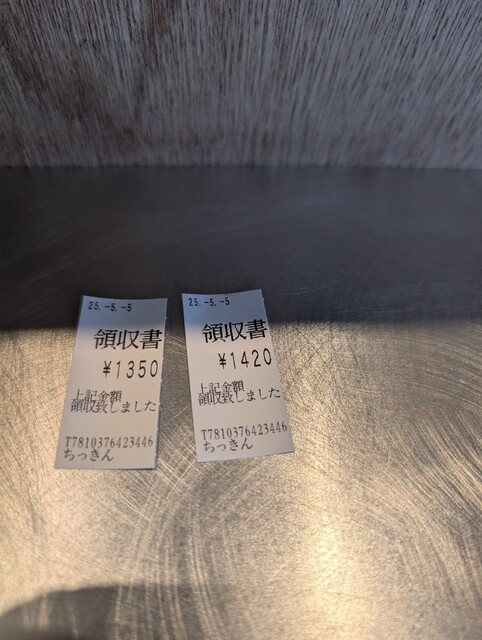 25.-5.-5
領収書
¥1350
上記金額
領収致しました
T7810376423446
ちっきん
25.-5.-5
領収書
¥1420
上記金額
領収致しました
T7810376423446
ちっきん